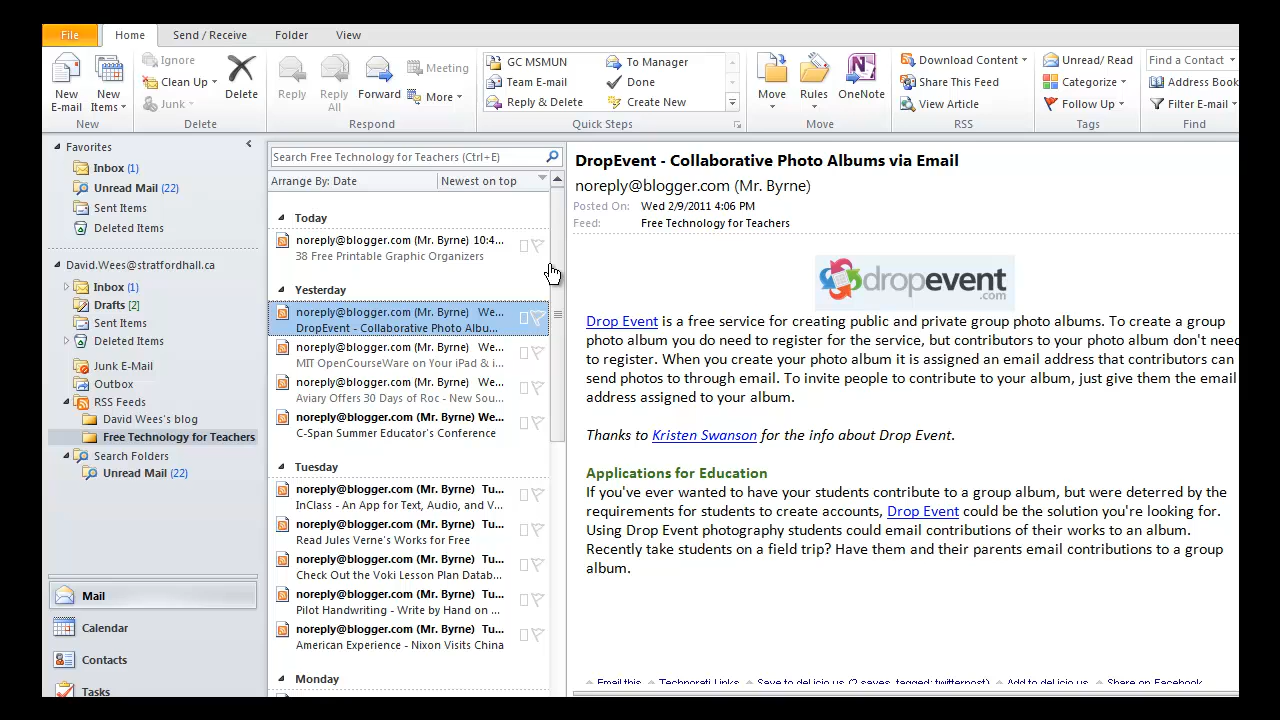 File Home Send / Receive Folder View
New E-mail
New Items
Ignore
Clean Up
Junk
Delete
Reply
Reply All
Forward
Meeting
More
GC MSMUN
Team E-mail
Reply & Delete
To Manager
Done
Create New
Move
Rules
OneNote
Download Content
Share This Feed
View Article
Unread/ Read
Categorize
Follow Up
Find a Contact
Address Book
Filter E-mail
New Delete Respond Quick Steps Move RSS Tags Find
Favorites
Inbox (1)
Unread Mail (22)
Sent Items
Deleted Items
David.Wees@stratfordhall.ca
Inbox (1)
Drafts [2]
Sent Items
Deleted Items
Junk E-Mail
Outbox
RSS Feeds
David Wees's blog
Free Technology for Teachers
Search Folders
Unread Mail (22)
Mail
Calendar
Contacts
Tasks
Search Free Technology for Teachers (Ctrl+E)
Arrange By: Date Newest on top
Today
noreply@blogger.com (Mr. Byrne) 10:4...
38 Free Printable Graphic Organizers
Yesterday
noreply@blogger.com (Mr. Byrne) We...
DropEvent - Collaborative Photo Albu...
noreply@blogger.com (Mr. Byrne) We...
MIT OpenCourseWare on Your iPad & i...
noreply@blogger.com (Mr. Byrne) We...
Aviary Offers 30 Days of Roc - New Sou...
noreply@blogger.com (Mr. Byrne) We...
C-Span Summer Educator's Conference
Tuesday
noreply@blogger.com (Mr. Byrne) Tu...
InClass - An App for Text, Audio, and V...
noreply@blogger.com (Mr. Byrne) Tu...
Read Jules Verne's Works for Free
noreply@blogger.com (Mr. Byrne) Tu...
Check Out the Voki Lesson Plan Datab...
noreply@blogger.com (Mr. Byrne) Tu...
Pilot Handwriting - Write by Hand on ...
noreply@blogger.com (Mr. Byrne) Tu...
American Experience - Nixon Visits China
Monday
DropEvent - Collaborative Photo Albums via Email
noreply@blogger.com (Mr. Byrne)
Posted On: Wed 2/9/2011 4:06 PM
Feed: Free Technology for Teachers
dropevent
.com
Drop Event is a free service for creating public and private group photo albums. To create a group
photo album you do need to register for the service, but contributors to your photo album don't need
to register. When you create your photo album it is assigned an email address that contributors can
send photos to through email. To invite people to contribute to your album, just give them the email
address assigned to your album.
Thanks to Kristen Swanson for the info about Drop Event.
Applications for Education
If you've ever wanted to have your students contribute to a group album, but were deterred by the
requirements for students to create accounts, Drop Event could be the solution you're looking for.
Using Drop Event photography students could email contributions of their works to an album.
Recently take students on a field trip? Have them and their parents email contributions to a group
album.
Email this Technorati Links Save to del.icio.us (2 saves, tagged: twitterpost) Add to del.icio.us Share on Facebook